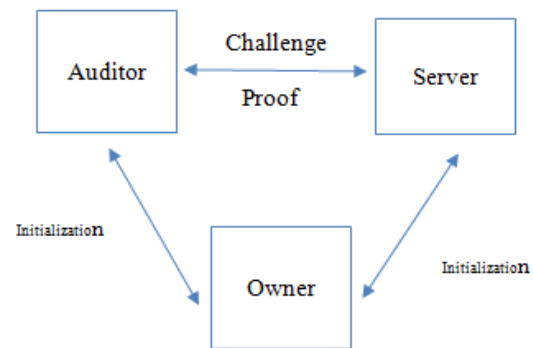 Challenge
Auditor
Server
Proof
Initialization
Initialization
Owner